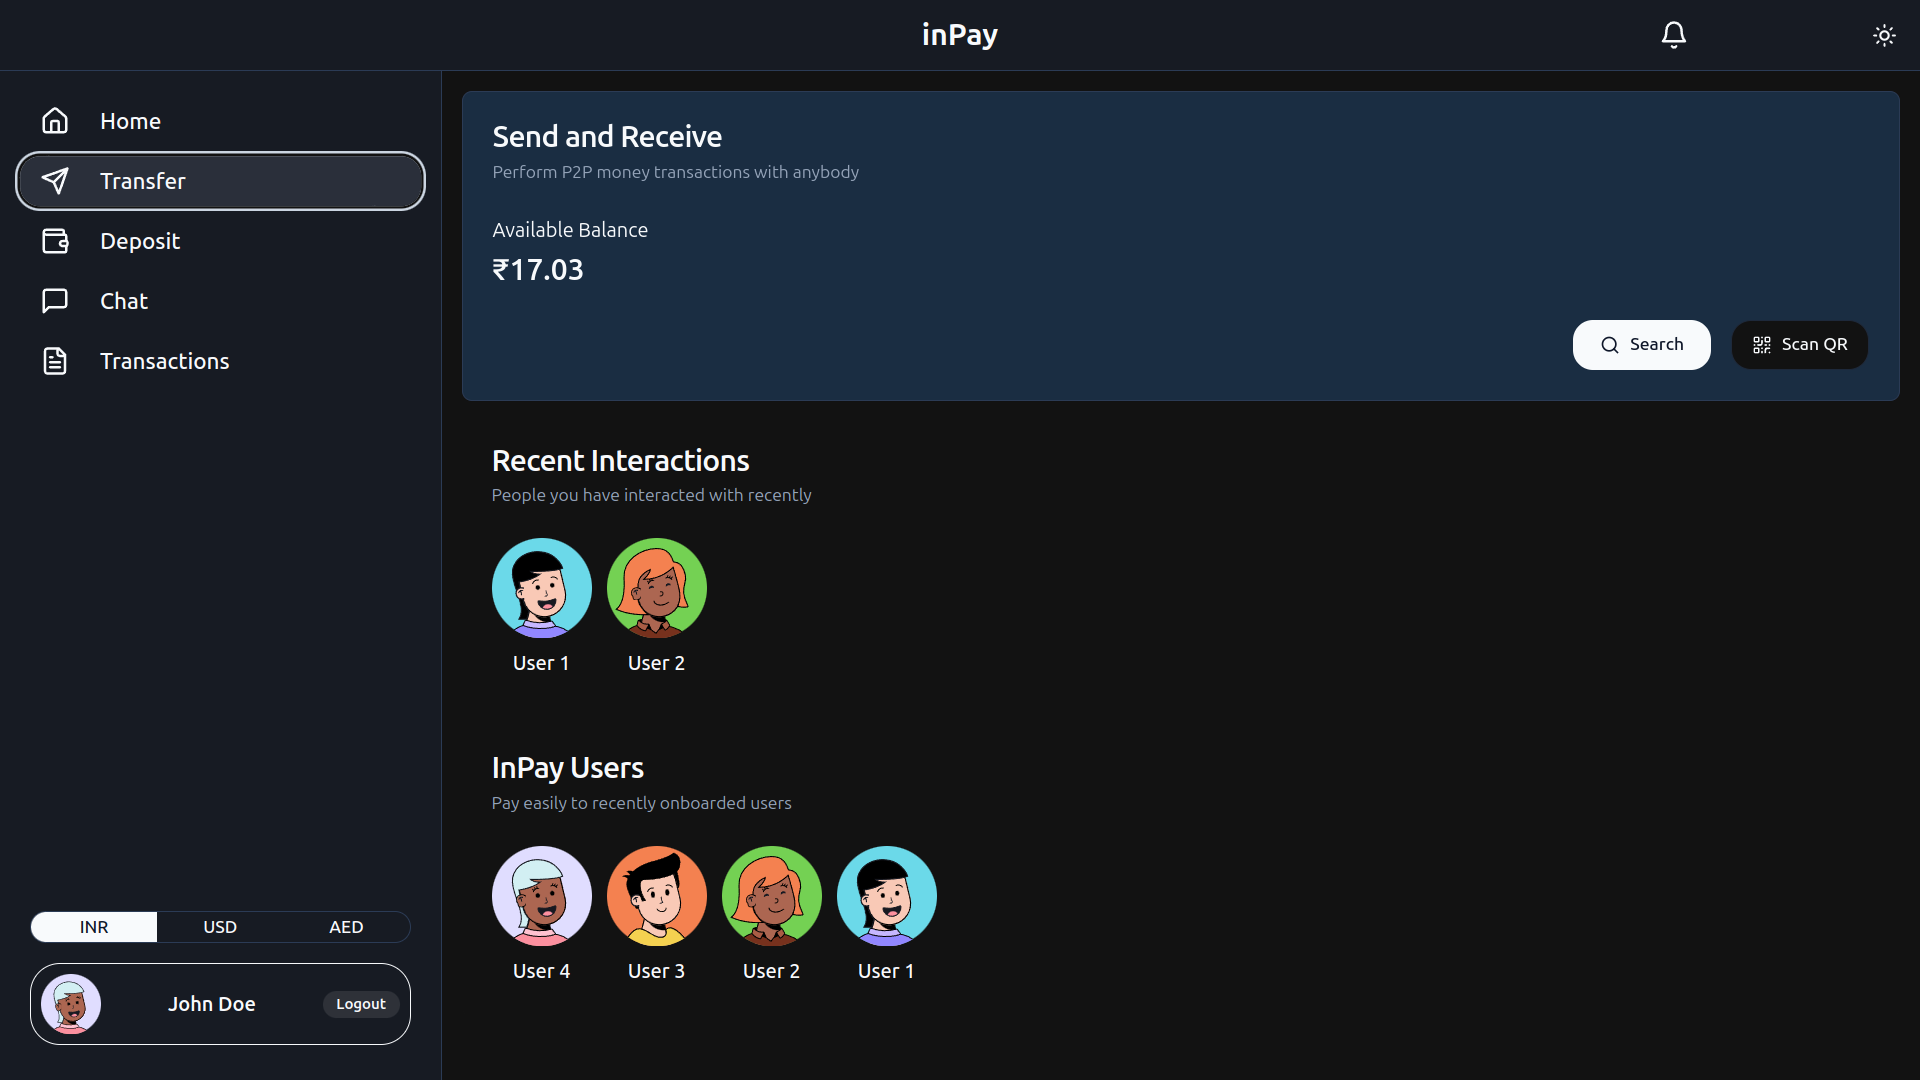 inPay
Home
Transfer
Deposit
Chat
Transactions
INR USD AED
John Doe Logout
Send and Receive
Perform P2P money transactions with anybody
Available Balance
₹17.03
Search Scan QR
Recent Interactions
People you have interacted with recently
User 1 User 2
InPay Users
Pay easily to recently onboarded users
User 4 User 3 User 2 User 1